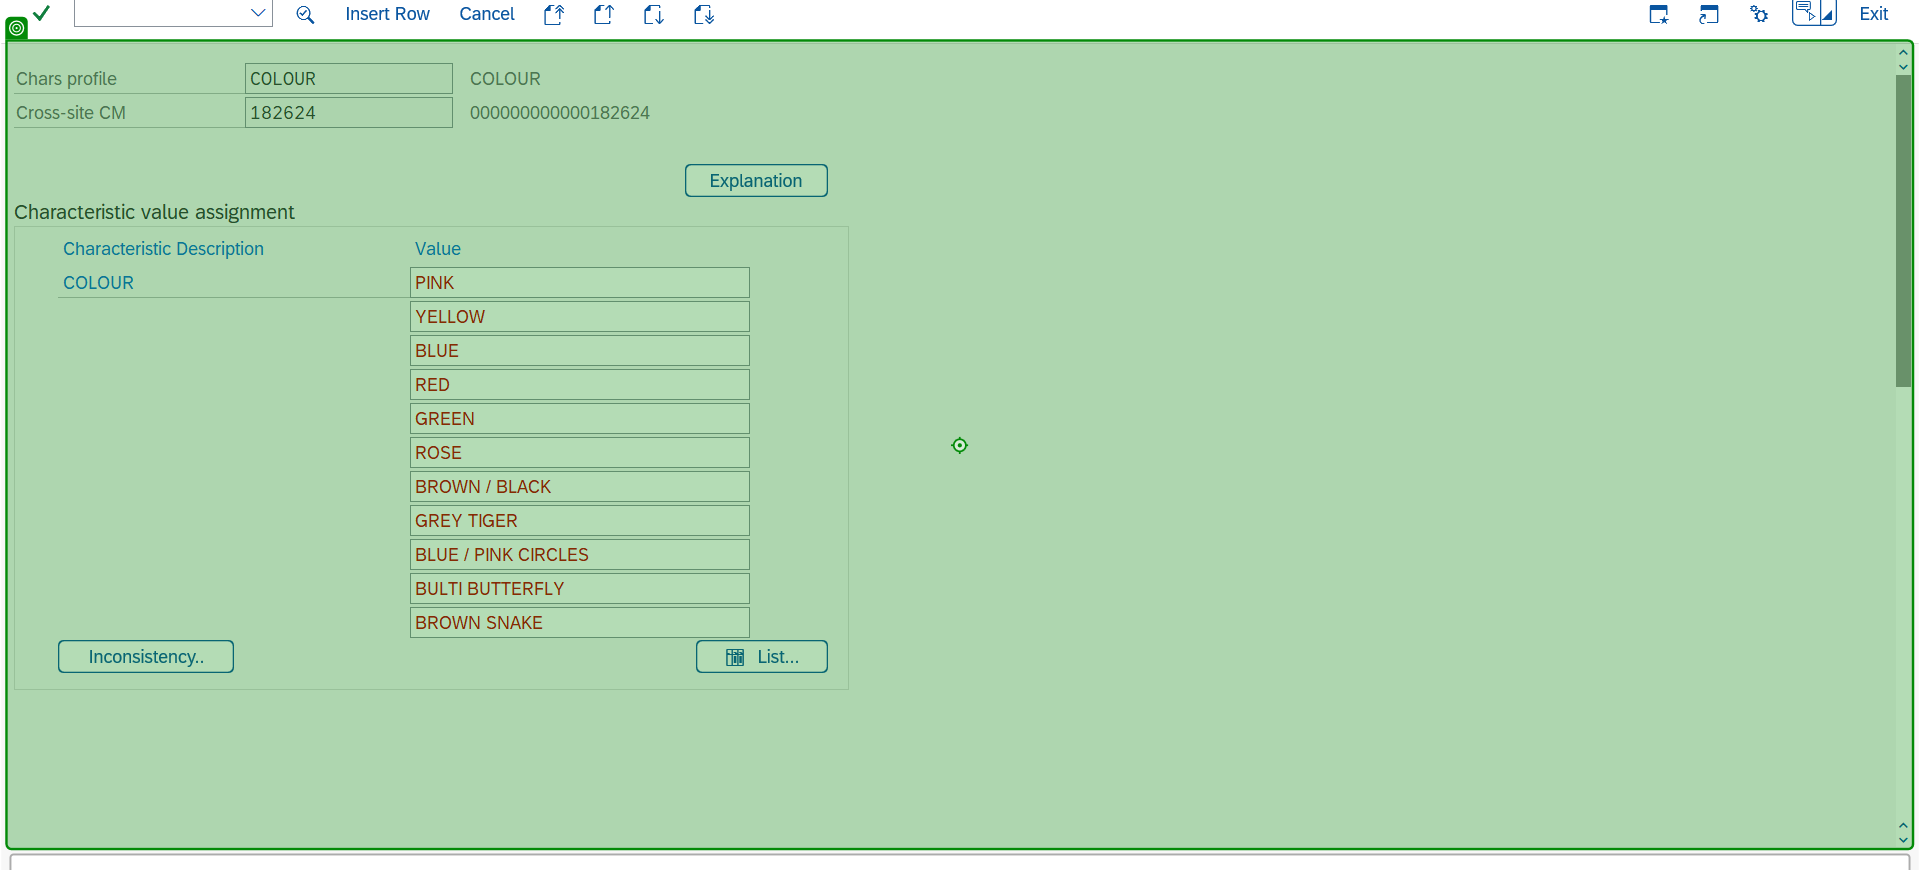 Insert Row Cancel Exit
Chars profile COLOUR COLOUR
Cross-site CM 182624 000000000000182624
Explanation
Characteristic value assignment
Characteristic Description Value
COLOUR PINK
YELLOW
BLUE
RED
GREEN
ROSE
BROWN / BLACK
GREY TIGER
BLUE / PINK CIRCLES
BULTI BUTTERFLY
BROWN SNAKE
Inconsistency.. List...